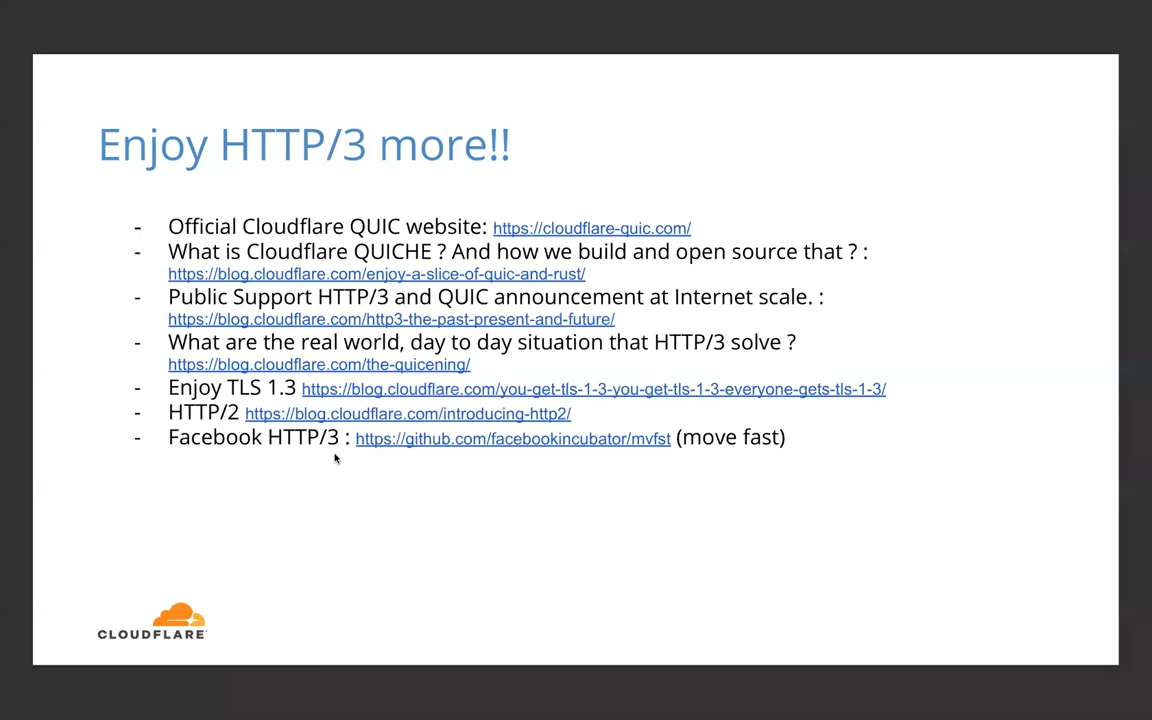 Enjoy HTTP/3 more!!
- Official Cloudflare QUIC website: https://cloudflare-quic.com/
- What is Cloudflare QUICHE ? And how we build and open source that ? :
https://blog.cloudflare.com/enjoy-a-slice-of-quic-and-rust/
- Public Support HTTP/3 and QUIC announcement at Internet scale. :
https://blog.cloudflare.com/http3-the-past-present-and-future/
- What are the real world, day to day situation that HTTP/3 solve ?
https://blog.cloudflare.com/the-quicening/
- Enjoy TLS 1.3 https://blog.cloudflare.com/you-get-tls-1-3-you-get-tls-1-3-everyone-gets-tls-1-3/
- HTTP/2 https://blog.cloudflare.com/introducing-http2/
- Facebook HTTP/3 : https://github.com/facebookincubator/mvfst (move fast)
CLOUDFLARE